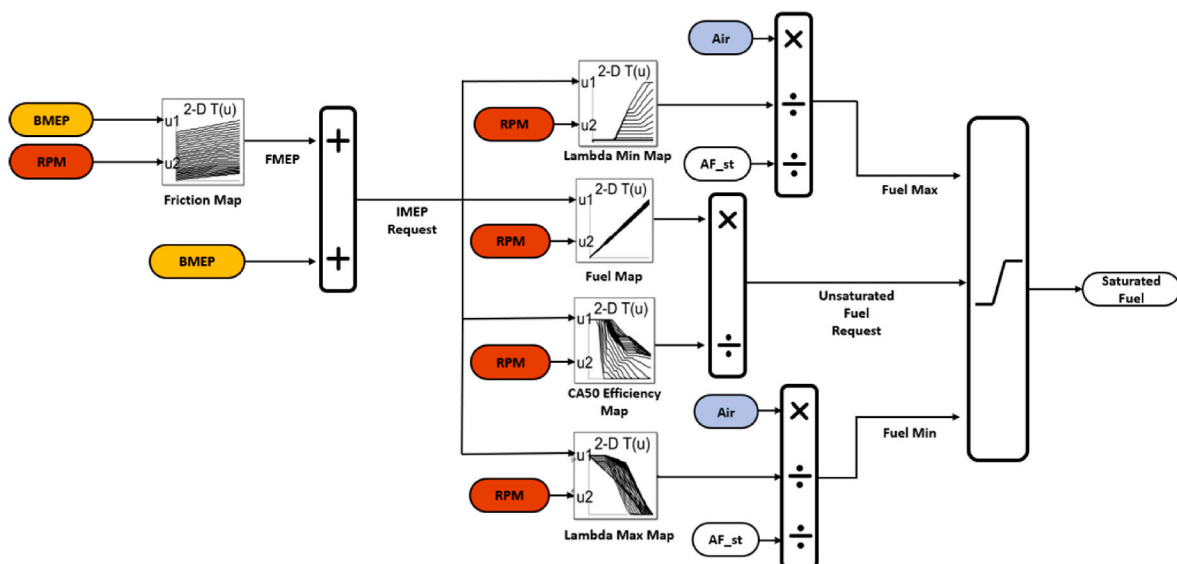 BMEP
RPM
2-D T(u)
u1
u2
Friction Map
FMEP
+
BMEP
+
IMEP
Request
RPM
2-D T(u)
u1
u2
Lambda Min Map
Air
×
÷
AF_st
÷
Fuel Max
RPM
2-D T(u)
u1
u2
Fuel Map
×
÷
Unsaturated
Fuel
Request
RPM
2-D T(u)
u1
u2
CA50 Efficiency
Map
Saturated
Fuel
RPM
2-D T(u)
u1
u2
Lambda Max Map
Air
×
÷
AF_st
÷
Fuel Min